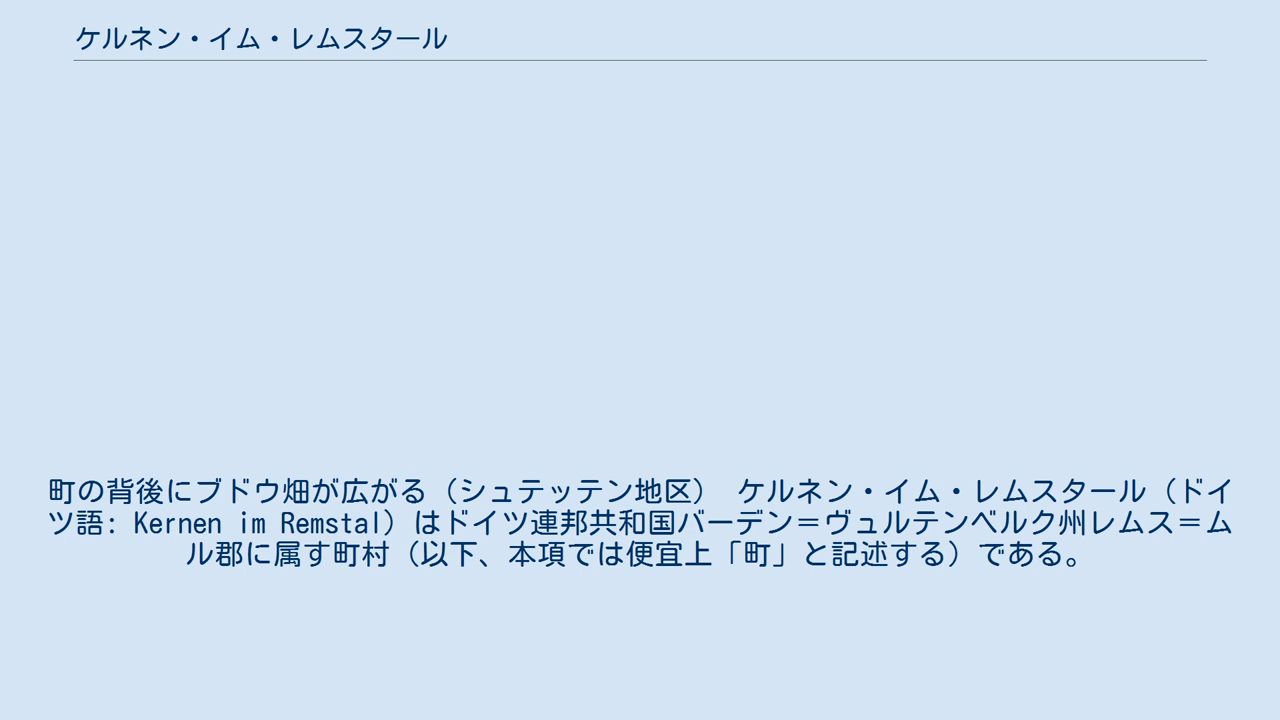 ケルネン・イム・レムスタール
町の背後にブドウ畑が広がる（シュテッテン地区） ケルネン・イム・レムスタール（ドイ
ツ語: Kernen im Remstal）はドイツ連邦共和国バーデン＝ヴュルテンベルク州レムス＝ム
ル郡に属す町村（以下、本項では便宜上「町」と記述する）である。